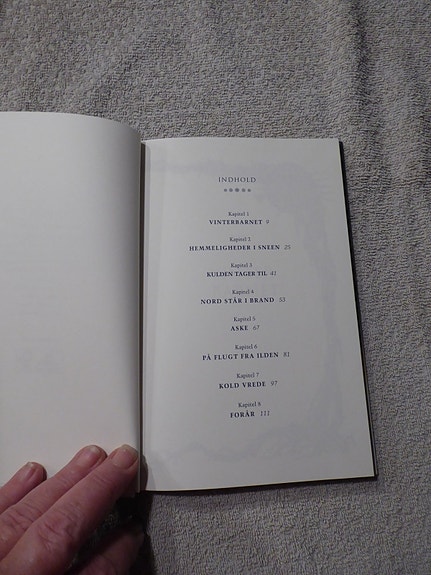 INDHOLD
Kapitel 1
VINTERBARNET 9
Kapitel 2
HEMMELIGHEDER I SNEEN 25
Kapitel 3
KULDEN TAGER TIL 41
Kapitel 4
NORD STÅR I BRAND 53
Kapitel 5
ASKE 67
Kapitel 6
PÅ FLUGT FRA ILDEN 81
Kapitel 7
KOLD VREDE 97
Kapitel 8
FORÅR 111